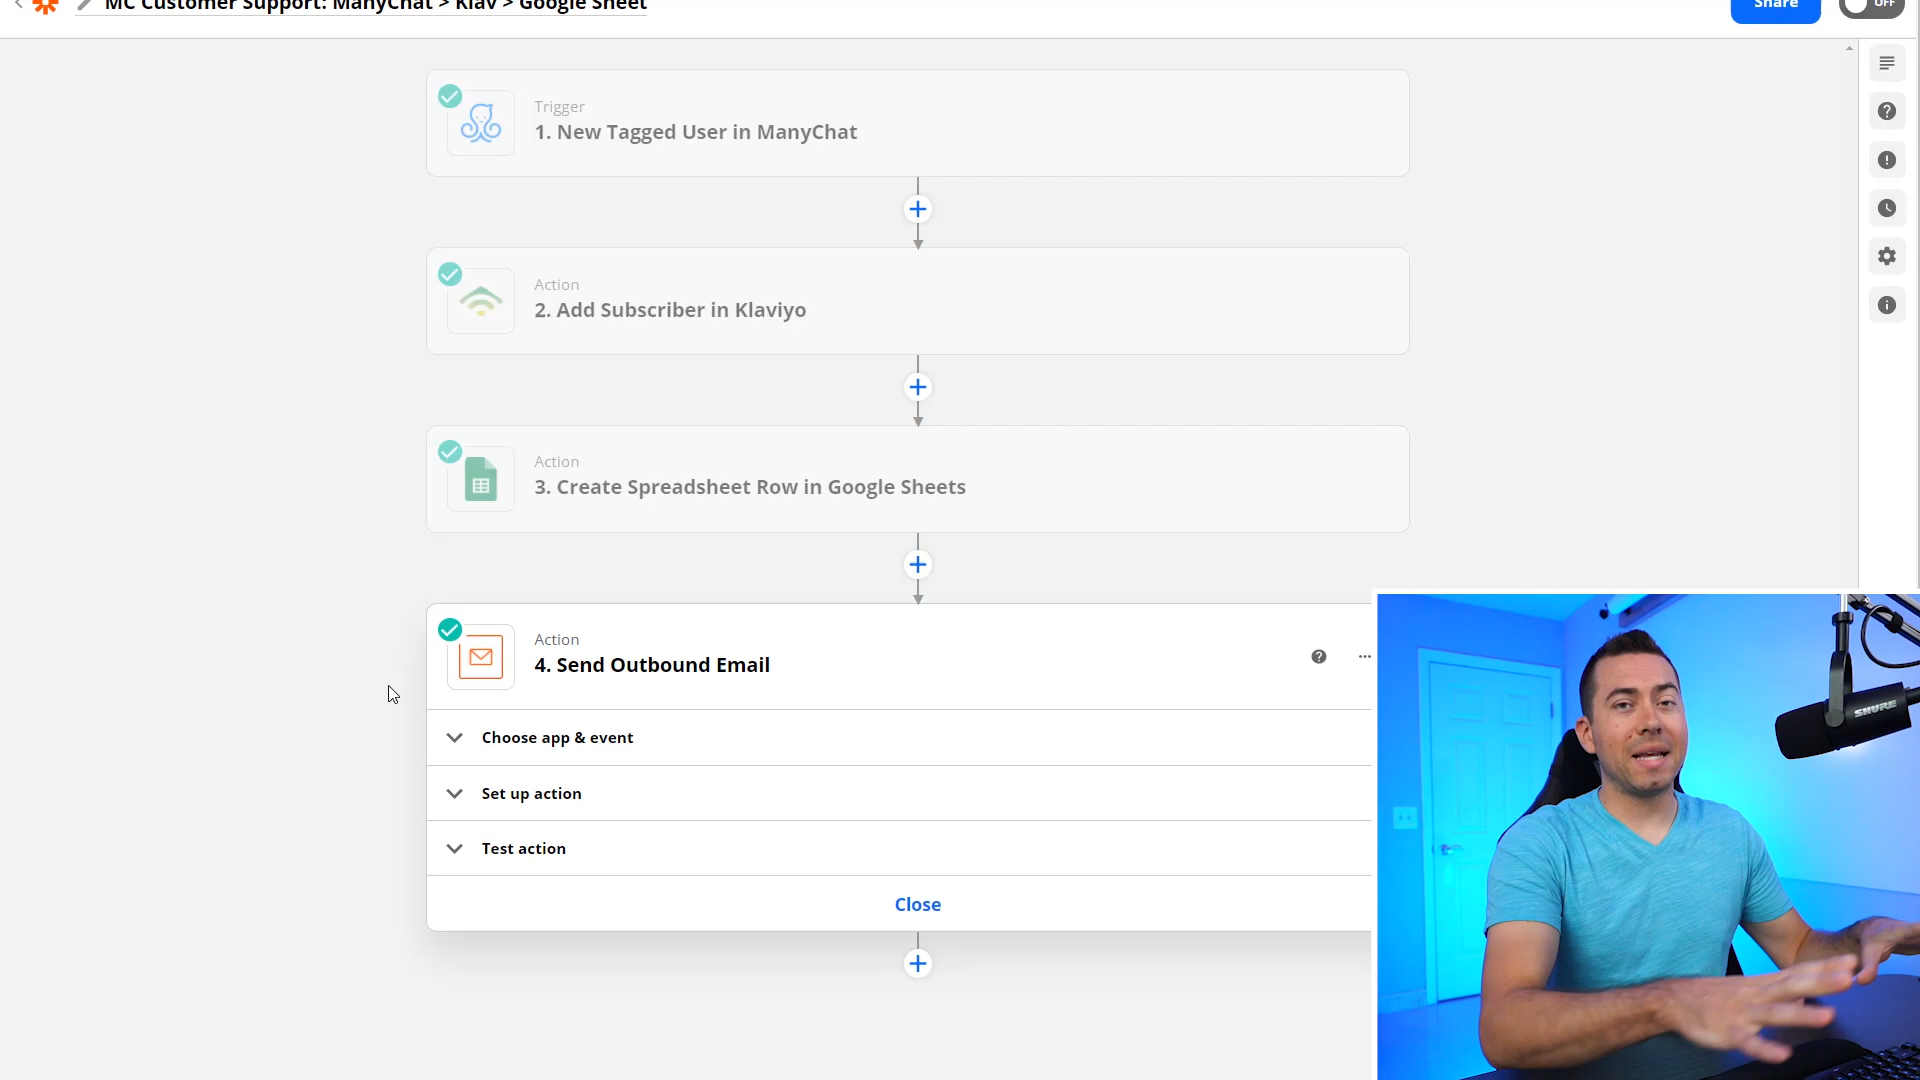 MC Customer Support: ManyChat > Klav > Google Sheet
Share
OFF
Trigger
1. New Tagged User in ManyChat
Action
2. Add Subscriber in Klaviyo
Action
3. Create Spreadsheet Row in Google Sheets
Action
4. Send Outbound Email
Choose app & event
Set up action
Test action
Close
SHURE